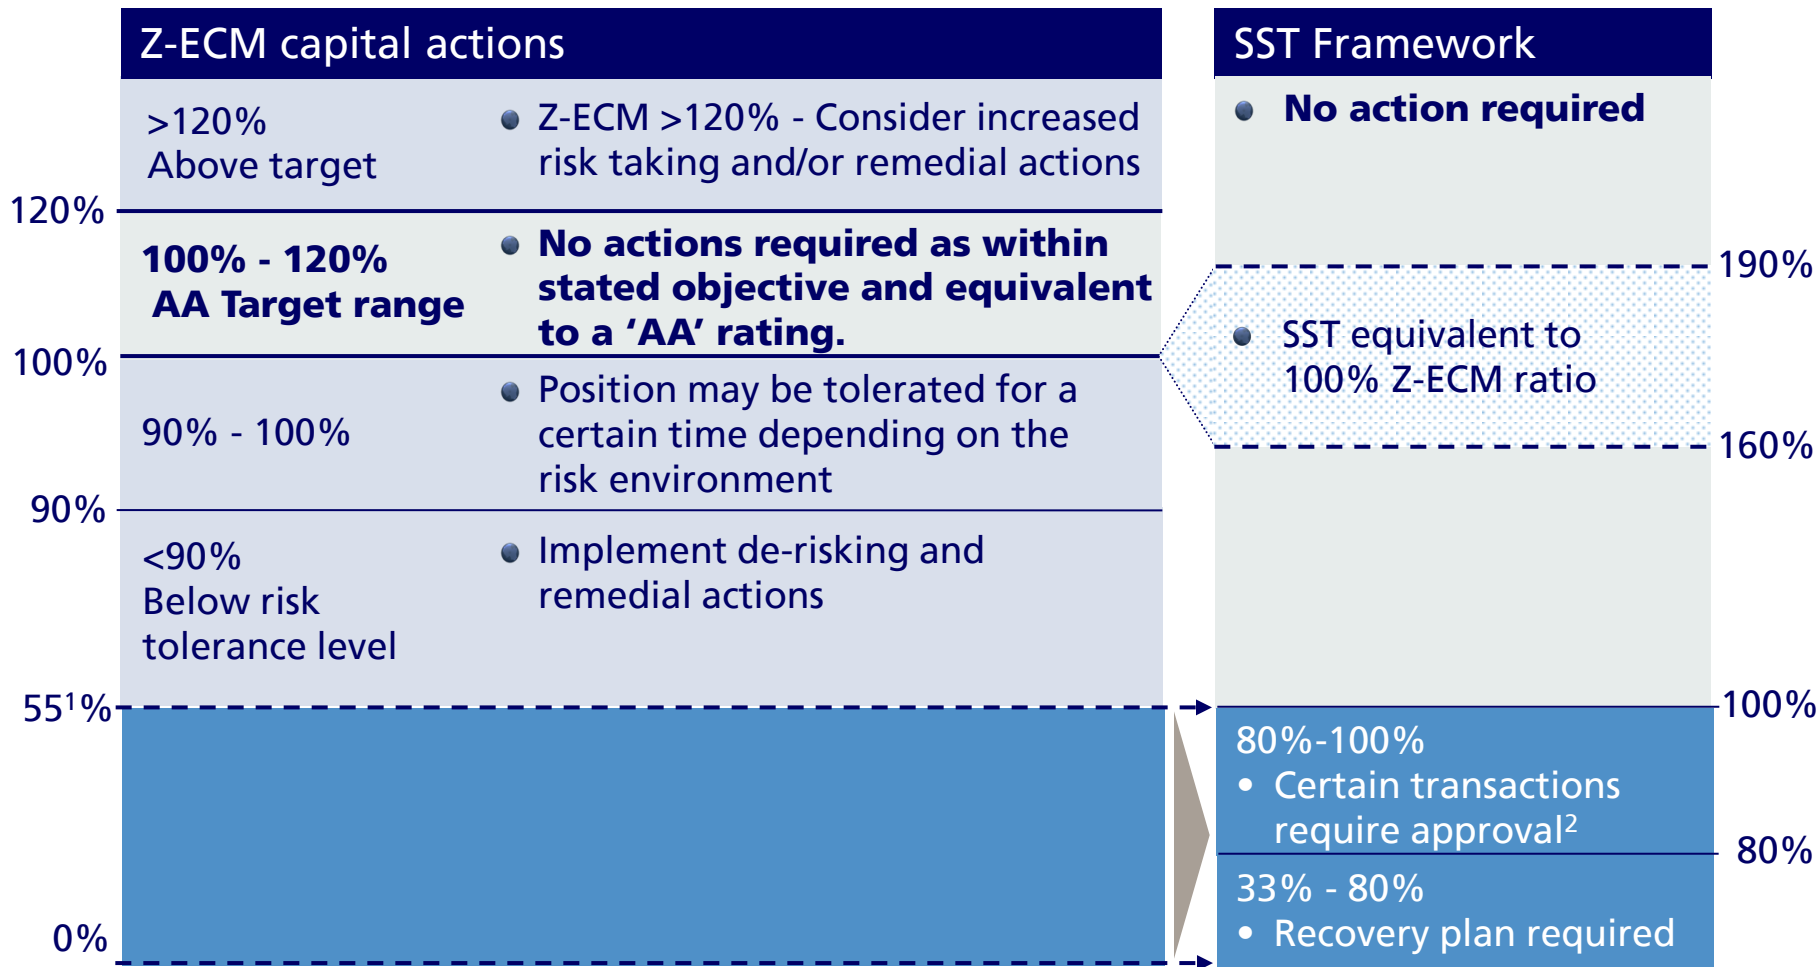 Z-ECM capital actions
>120%
Above target
• Z-ECM >120% - Consider increased
risk taking and/or remedial actions
120%
100% - 120%
AA Target range
• No actions required as within
stated objective and equivalent
to a ‘AA’ rating.
100%
90% - 100%
• Position may be tolerated for a
certain time depending on the
risk environment
90%
<90%
Below risk
tolerance level
• Implement de-risking and
remedial actions
55¹%
0%
SST Framework
• No action required
190%
• SST equivalent to
100% Z-ECM ratio
160%
100%
80%-100%
• Certain transactions
require approval²
80%
33% - 80%
• Recovery plan required